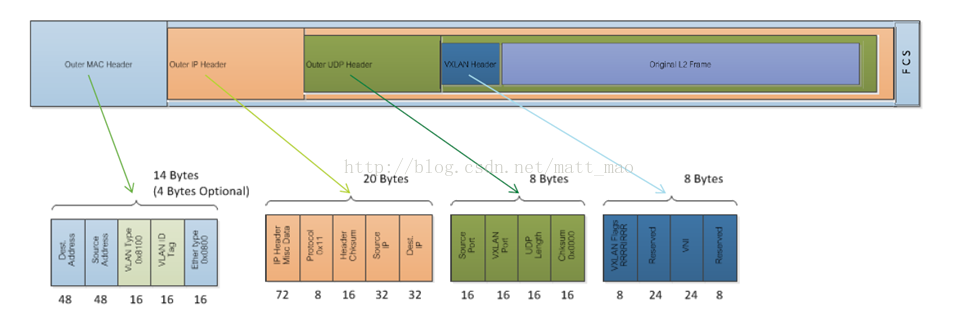 Outer MAC Header
Outer IP Header
Outer UDP Header
VXLAN Header
Original L2 Frame
FCS
http://blog.csdn.net/matt_mao
14 Bytes
(4 Bytes Optional)
20 Bytes
8 Bytes
8 Bytes
Dest.
Address
Source
Address
VLAN Type
0x8100
VLAN ID
Tag
Ether type
0x0800
IP Header
Misc Data
Protocol
0x11
Header
Chksum
Source
IP
Dest.
IP
Source
Port
VXLAN
Port
UDP
Length
Chksum
0x0000
VXLAN Flags
Reserved
VNI
Reserved
48
48
16
16
16
72
8
16
32
32
16
16
16
16
8
24
24
8